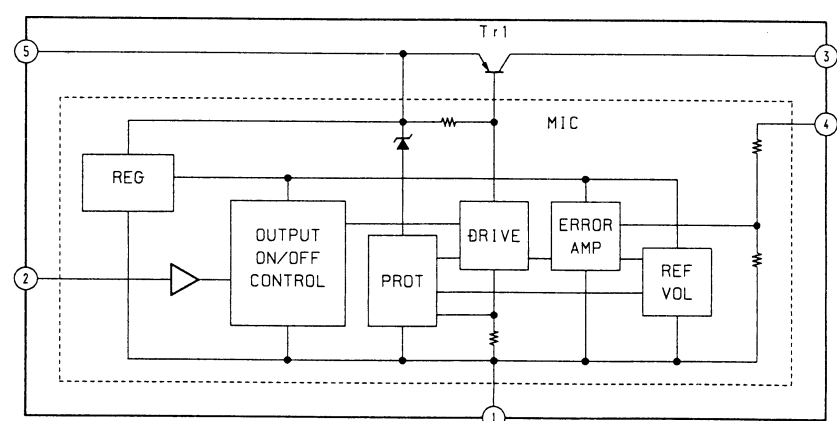 Tr1
5
3
MIC
4
REG
OUTPUT
ON/OFF
CONTROL
DRIVE
ERROR
AMP
2
PROT
REF
VOL
1